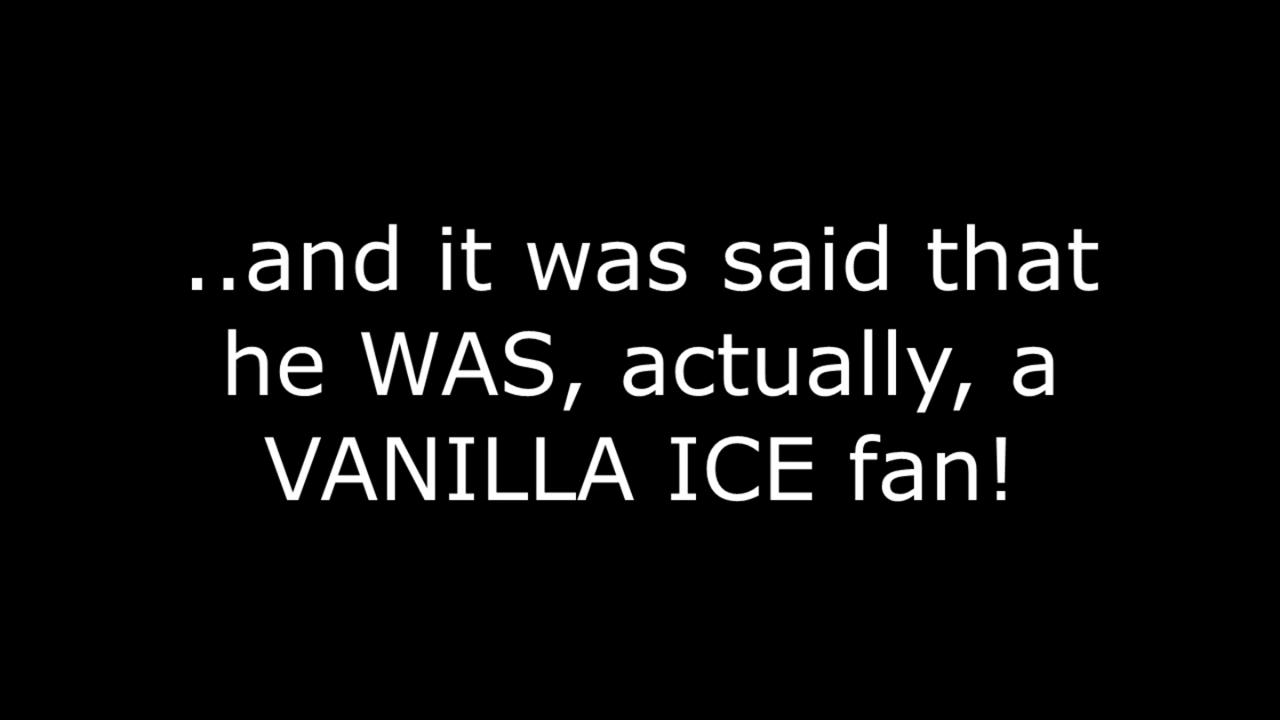 ..and it was said that
he WAS, actually, a
VANILLA ICE fan!